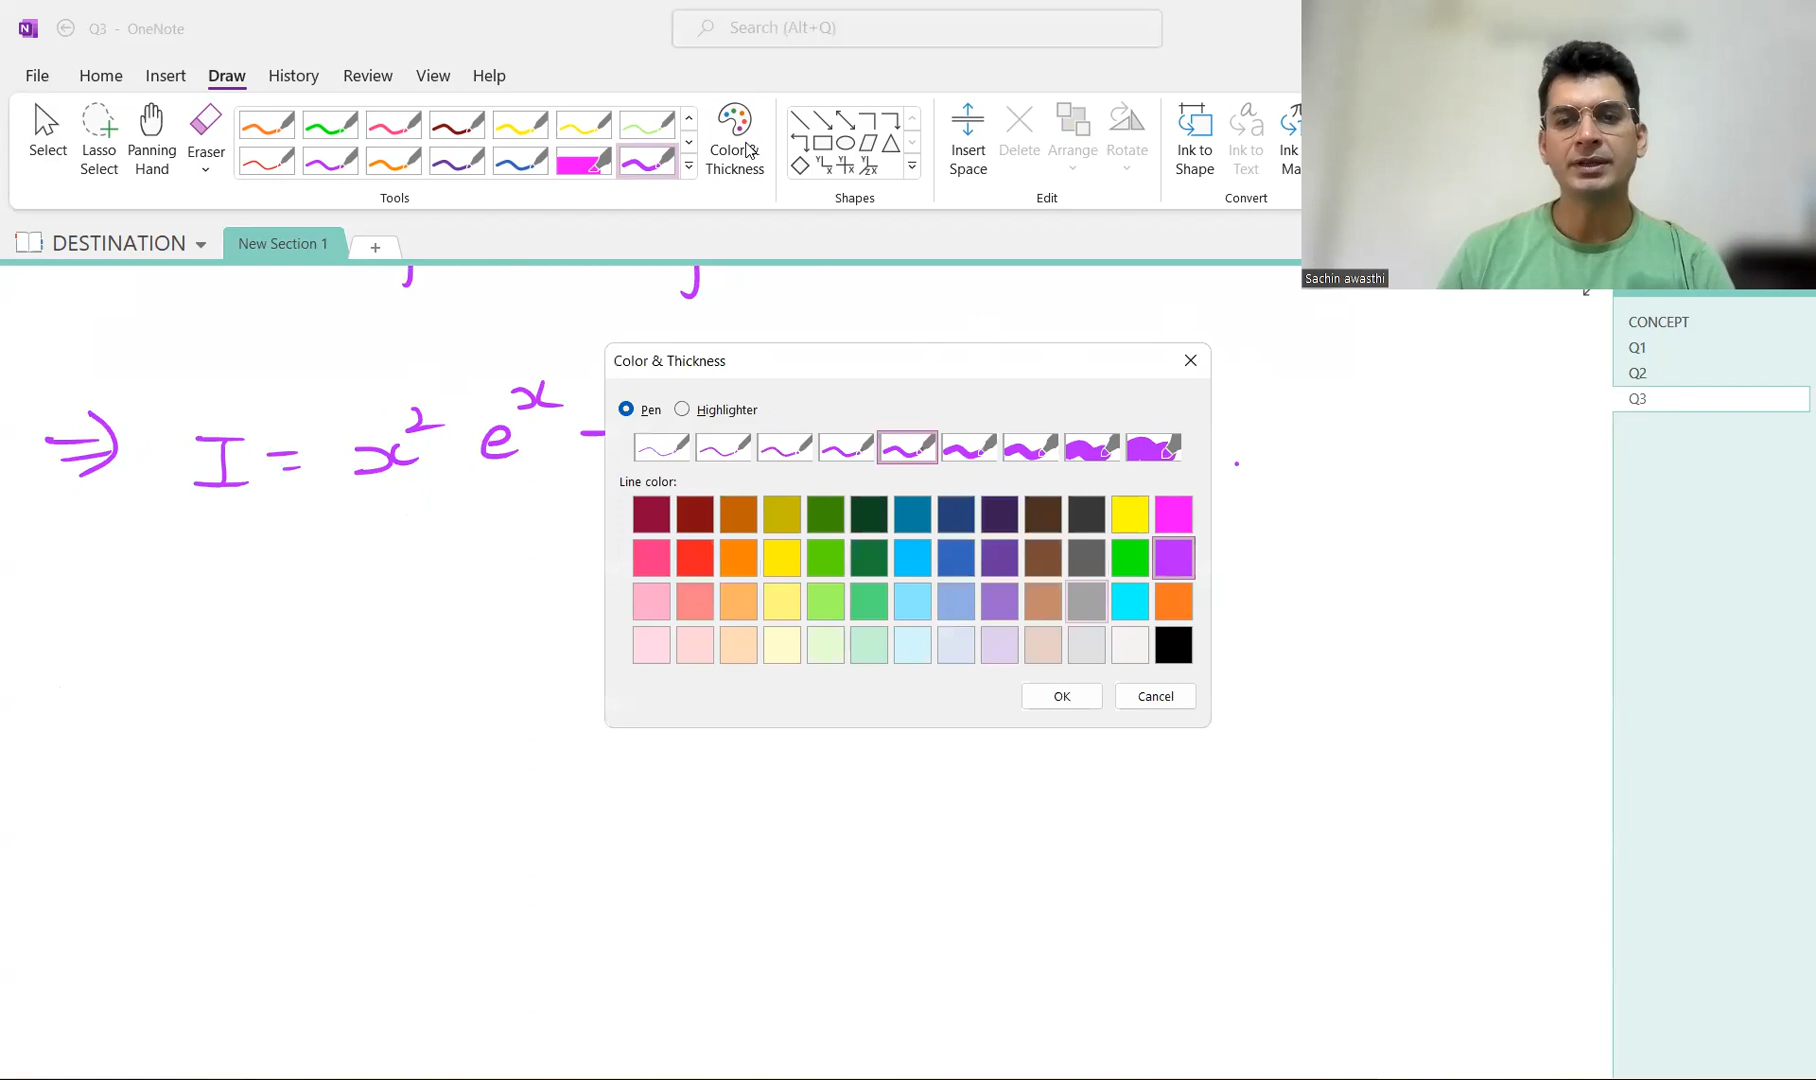 Q3 - OneNote
Search (Alt+Q)
File Home Insert Draw History Review View Help
Select
Lasso Select
Panning Hand
Eraser
Color & Thickness
Insert Space
Delete
Arrange
Rotate
Ink to Shape
Ink to Text
Ink Ma
Tools
Shapes
Edit
Convert
DESTINATION
New Section 1
+
Sachin awasthi
CONCEPT
Q1
Q2
Q3
Color & Thickness
Pen
Highlighter
Line color:
OK
Cancel
⇒ I = x² eˣ -